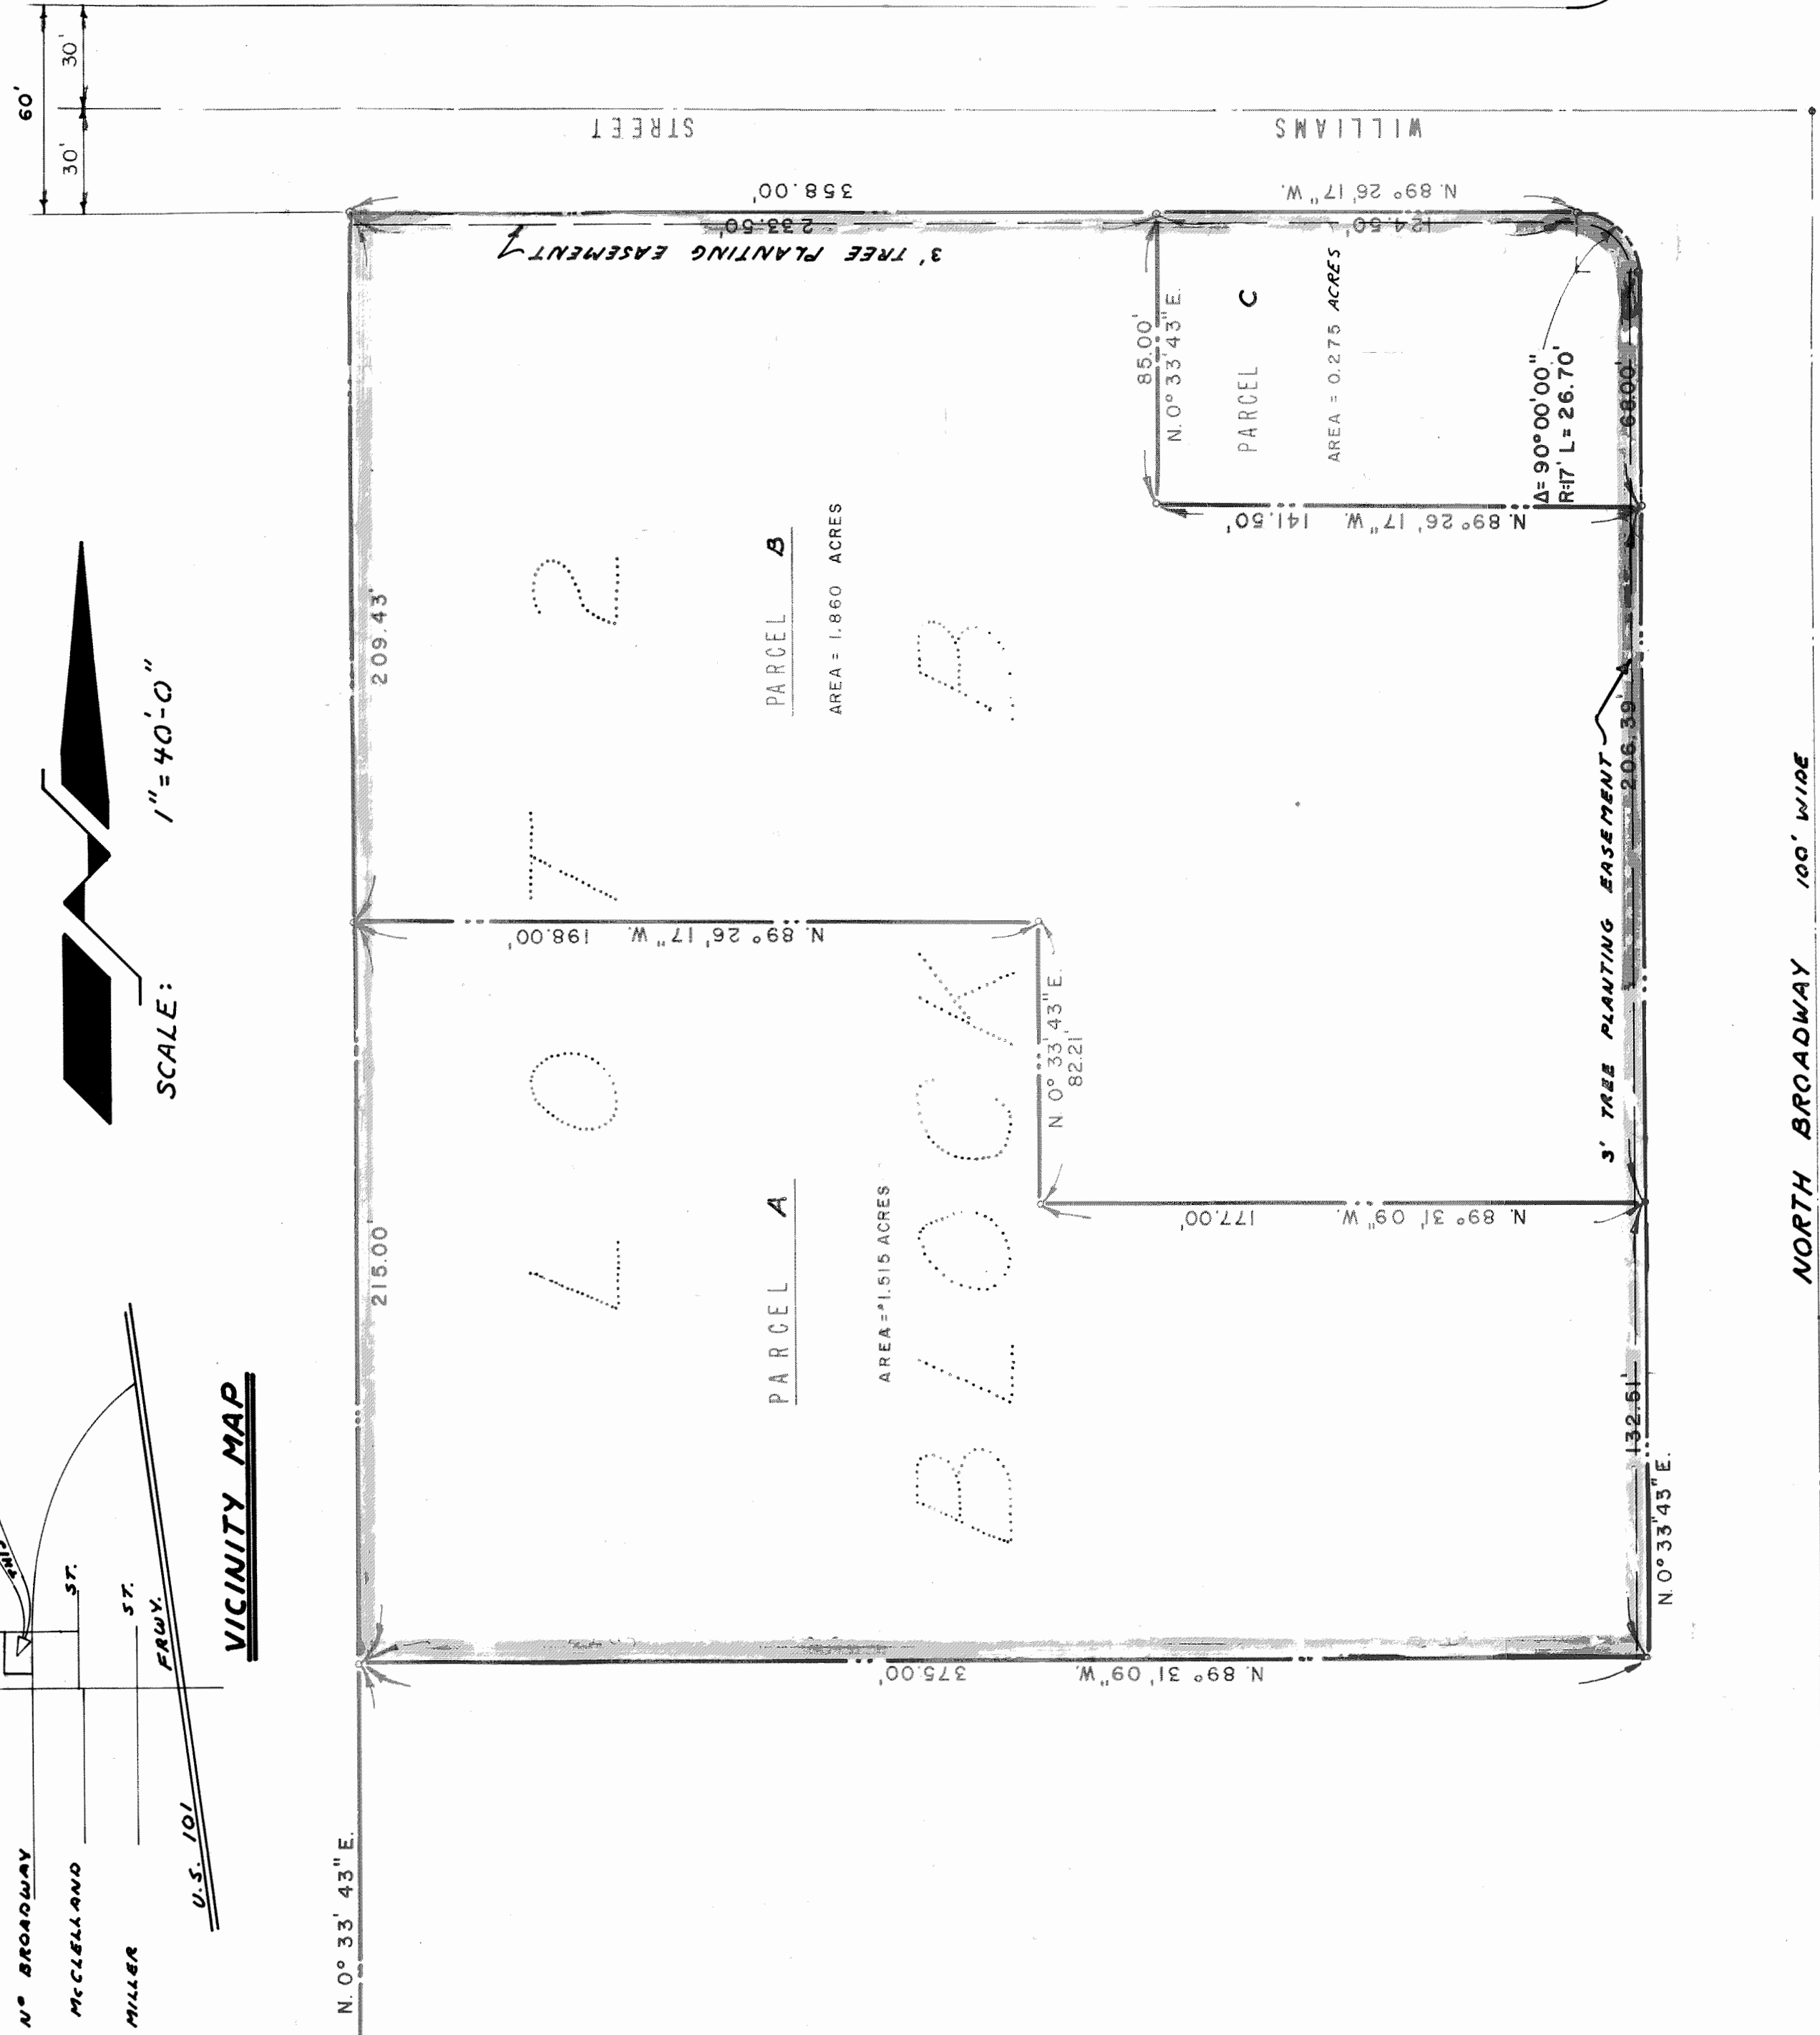 60'
30'
30'
WILLIAMS STREET
N. 89° 26' 17" W.
358.00'
124.50'
233.50'
3' TREE PLANTING EASEMENT
SCALE: 1" = 40'-0"
209.43'
215.00'
LOT 2
BLOCK B
PARCEL A
AREA = 1.515 ACRES
PARCEL B
AREA = 1.860 ACRES
PARCEL C
AREA = 0.275 ACRES
85.00'
N. 0° 33' 43" E.
N. 89° 26' 17" W. 141.50'
Δ = 90° 00' 00"
R=17' L = 26.70'
68.00'
N. 89° 26' 17" W. 198.00'
N. 0° 33' 43" E.
82.21'
N. 89° 31' 09" W. 177.00'
3' TREE PLANTING EASEMENT
206.39'
132.51'
N. 0° 33' 43" E.
N. 89° 31' 09" W. 375.00'
N. 0° 33' 43" E.
NORTH BROADWAY 100' WIDE
VICINITY MAP
Nº BROADWAY
McCLELLAND ST.
MILLER ST.
U.S. 101 FRWY.